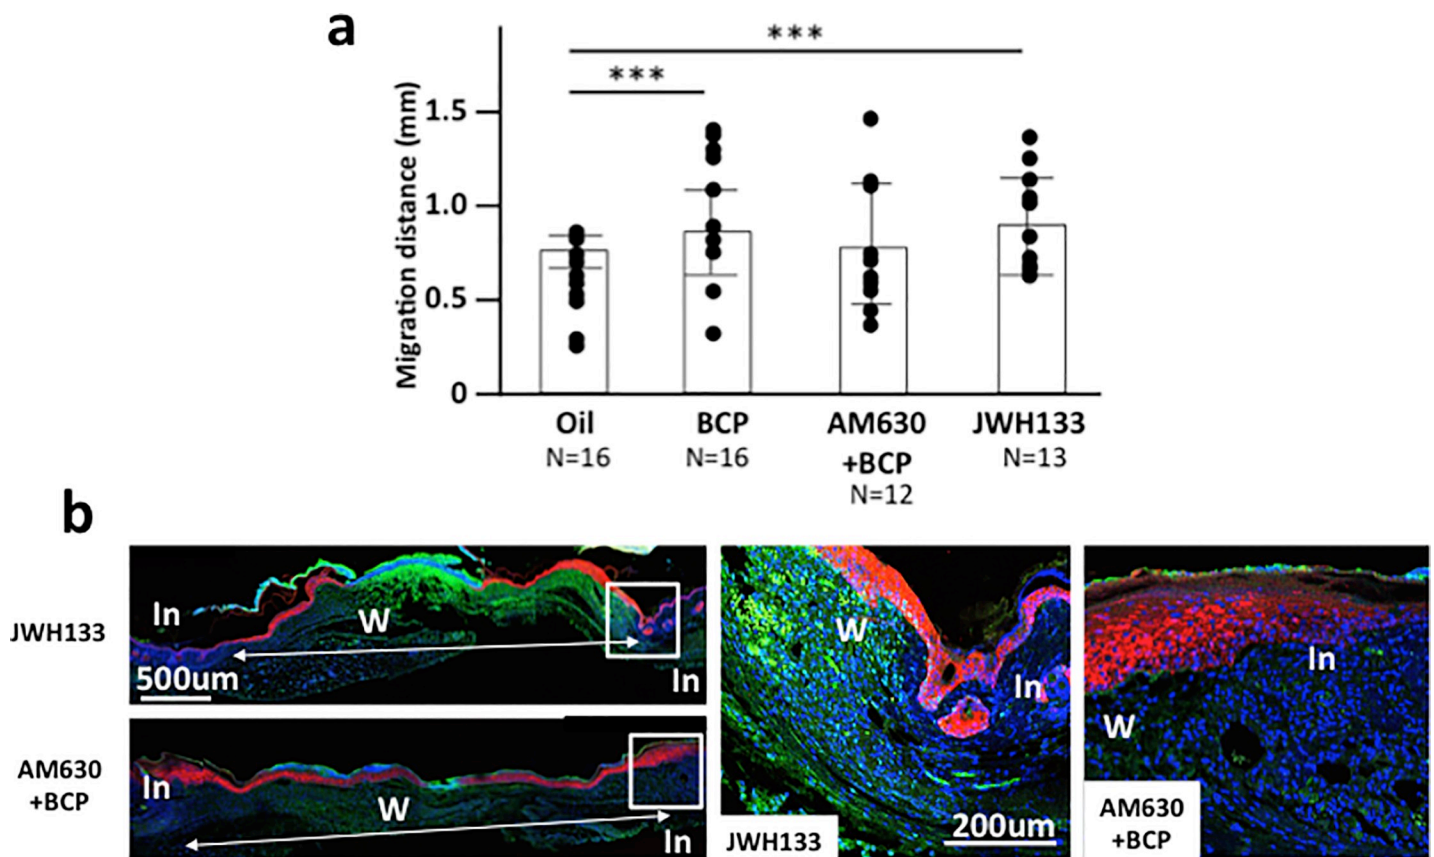 a
***
***
Migration distance (mm)
1.5
1.0
0.5
0
Oil
N=16
BCP
N=16
AM630
+BCP
N=12
JWH133
N=13
b
JWH133
In
W
In
500um
AM630
+BCP
In
W
In
W
In
JWH133
200um
In
W
AM630
+BCP